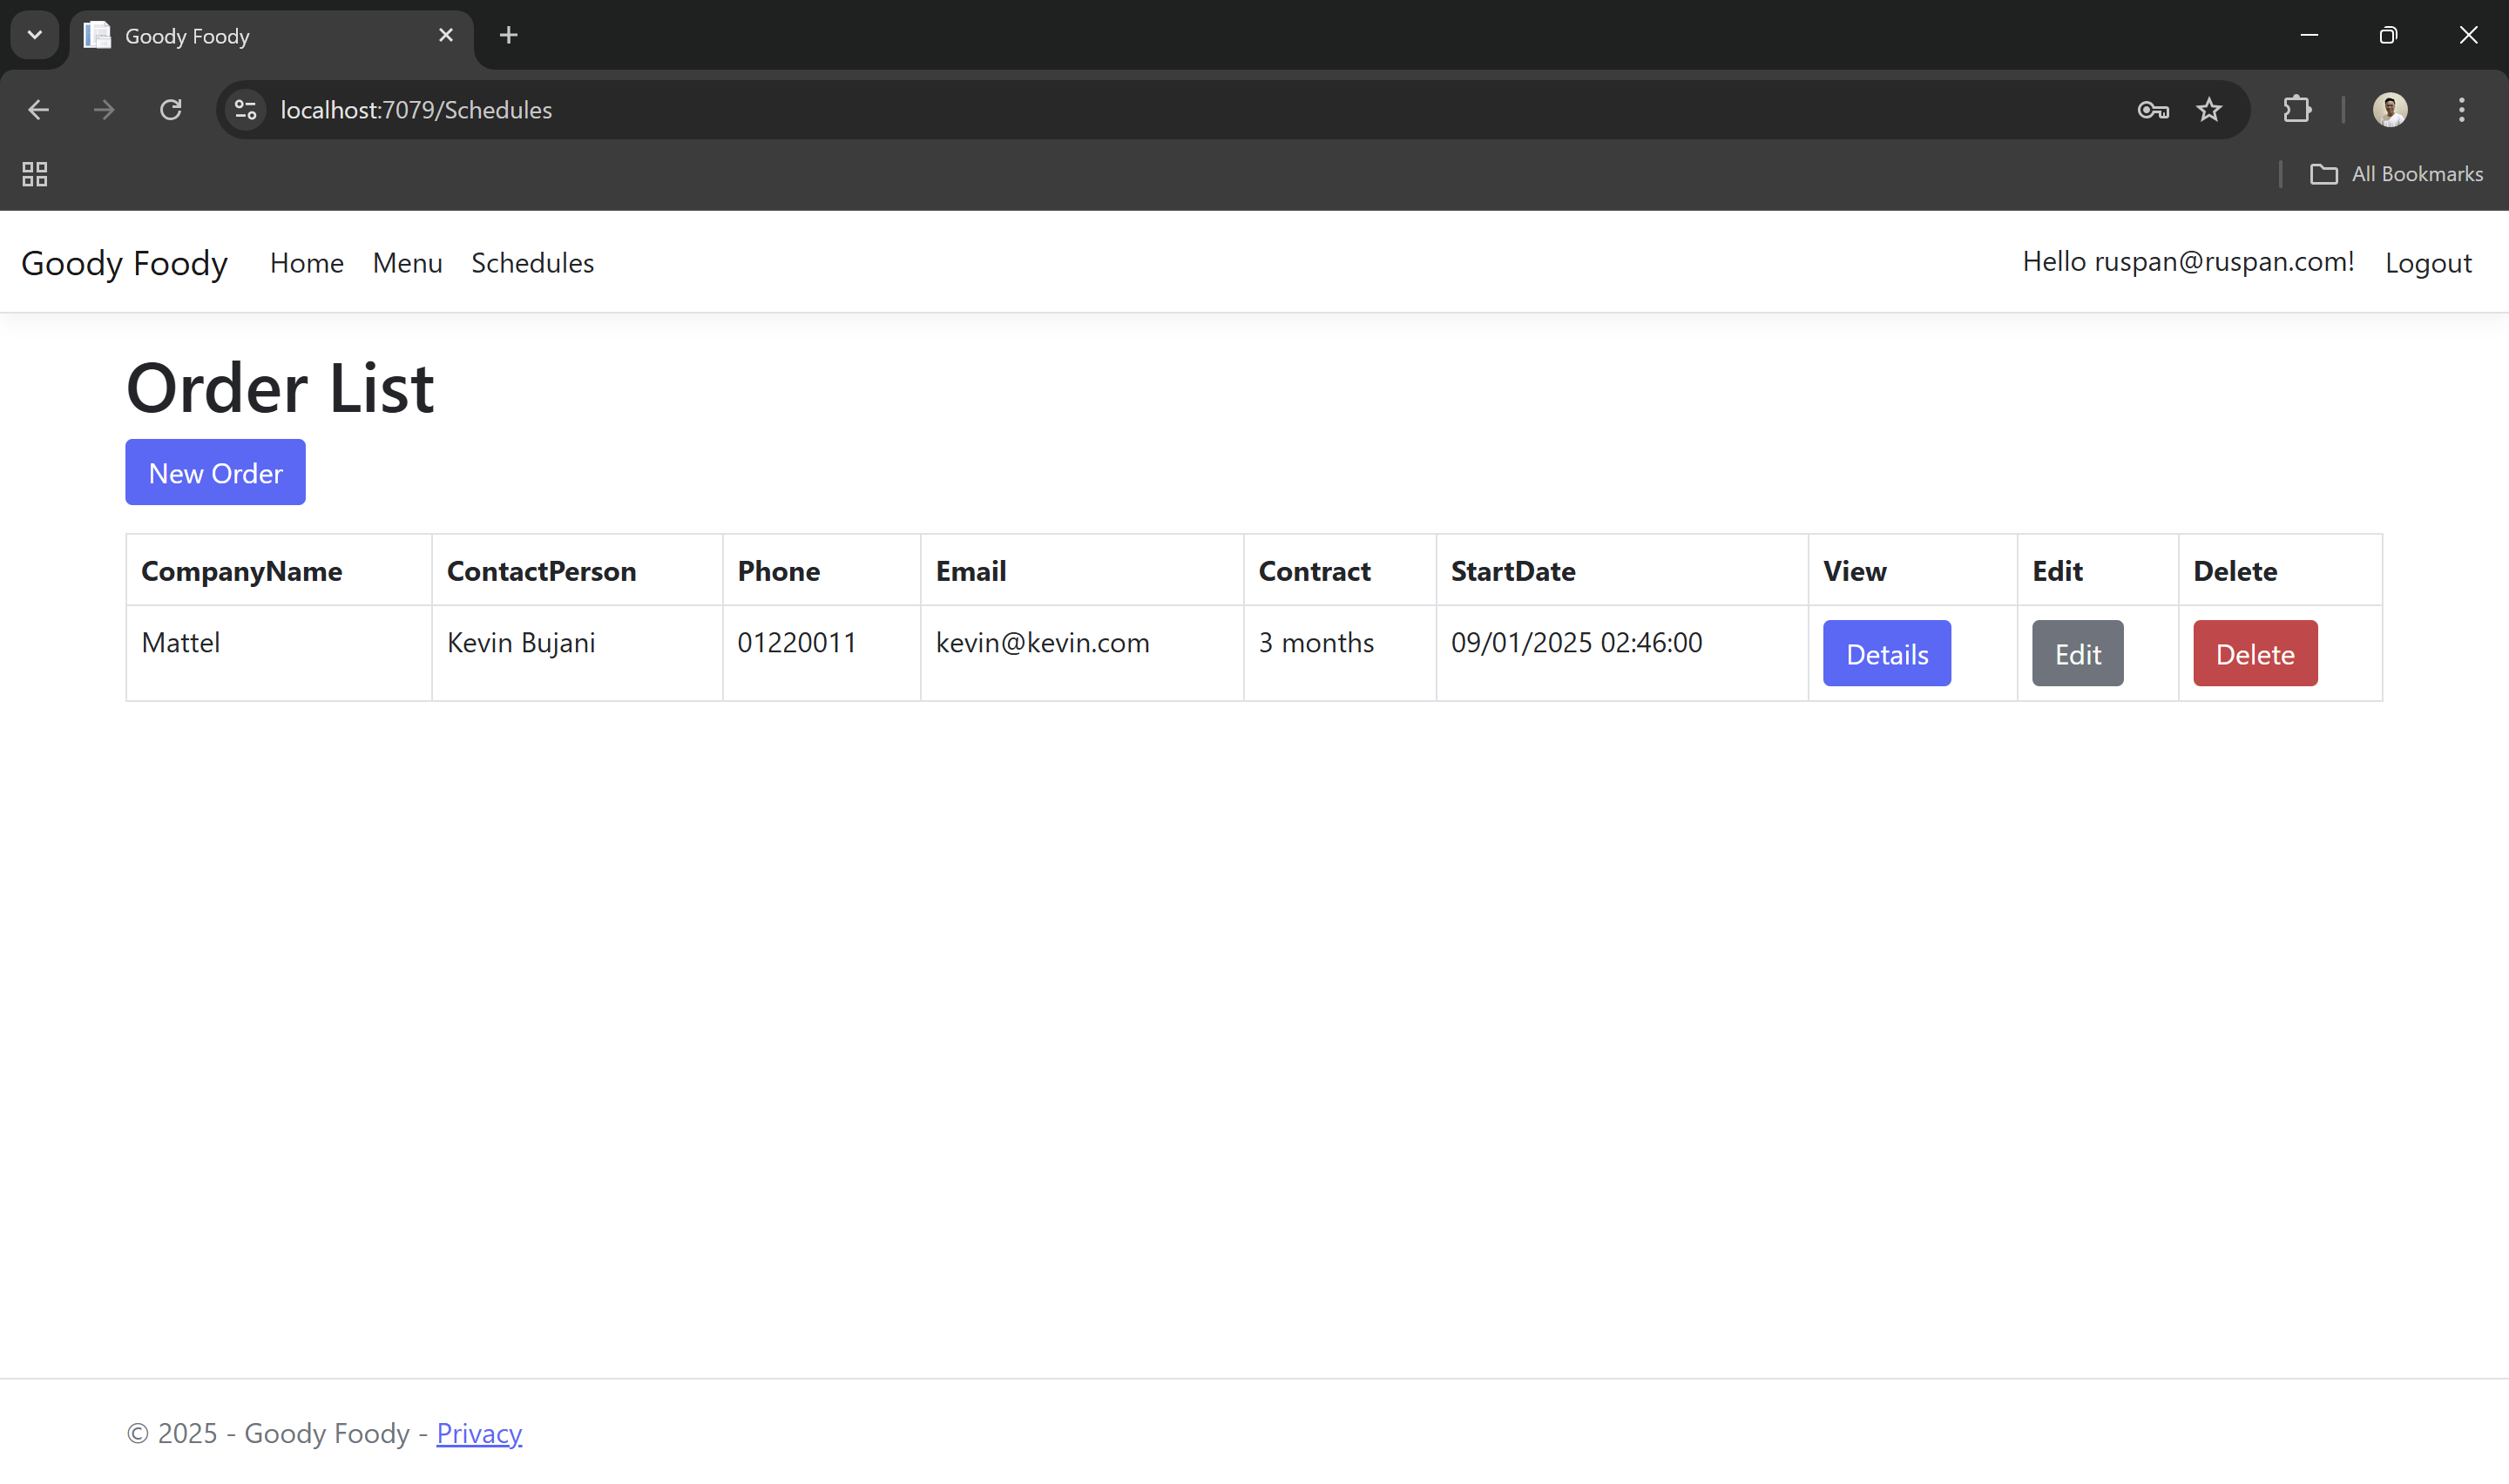 Goody Foody
localhost:7079/Schedules
All Bookmarks
Goody Foody Home Menu Schedules Hello ruspan@ruspan.com! Logout
Order List
New Order
CompanyName ContactPerson Phone Email Contract StartDate View Edit Delete
Mattel Kevin Bujani 01220011 kevin@kevin.com 3 months 09/01/2025 02:46:00 Details Edit Delete
© 2025 - Goody Foody - Privacy